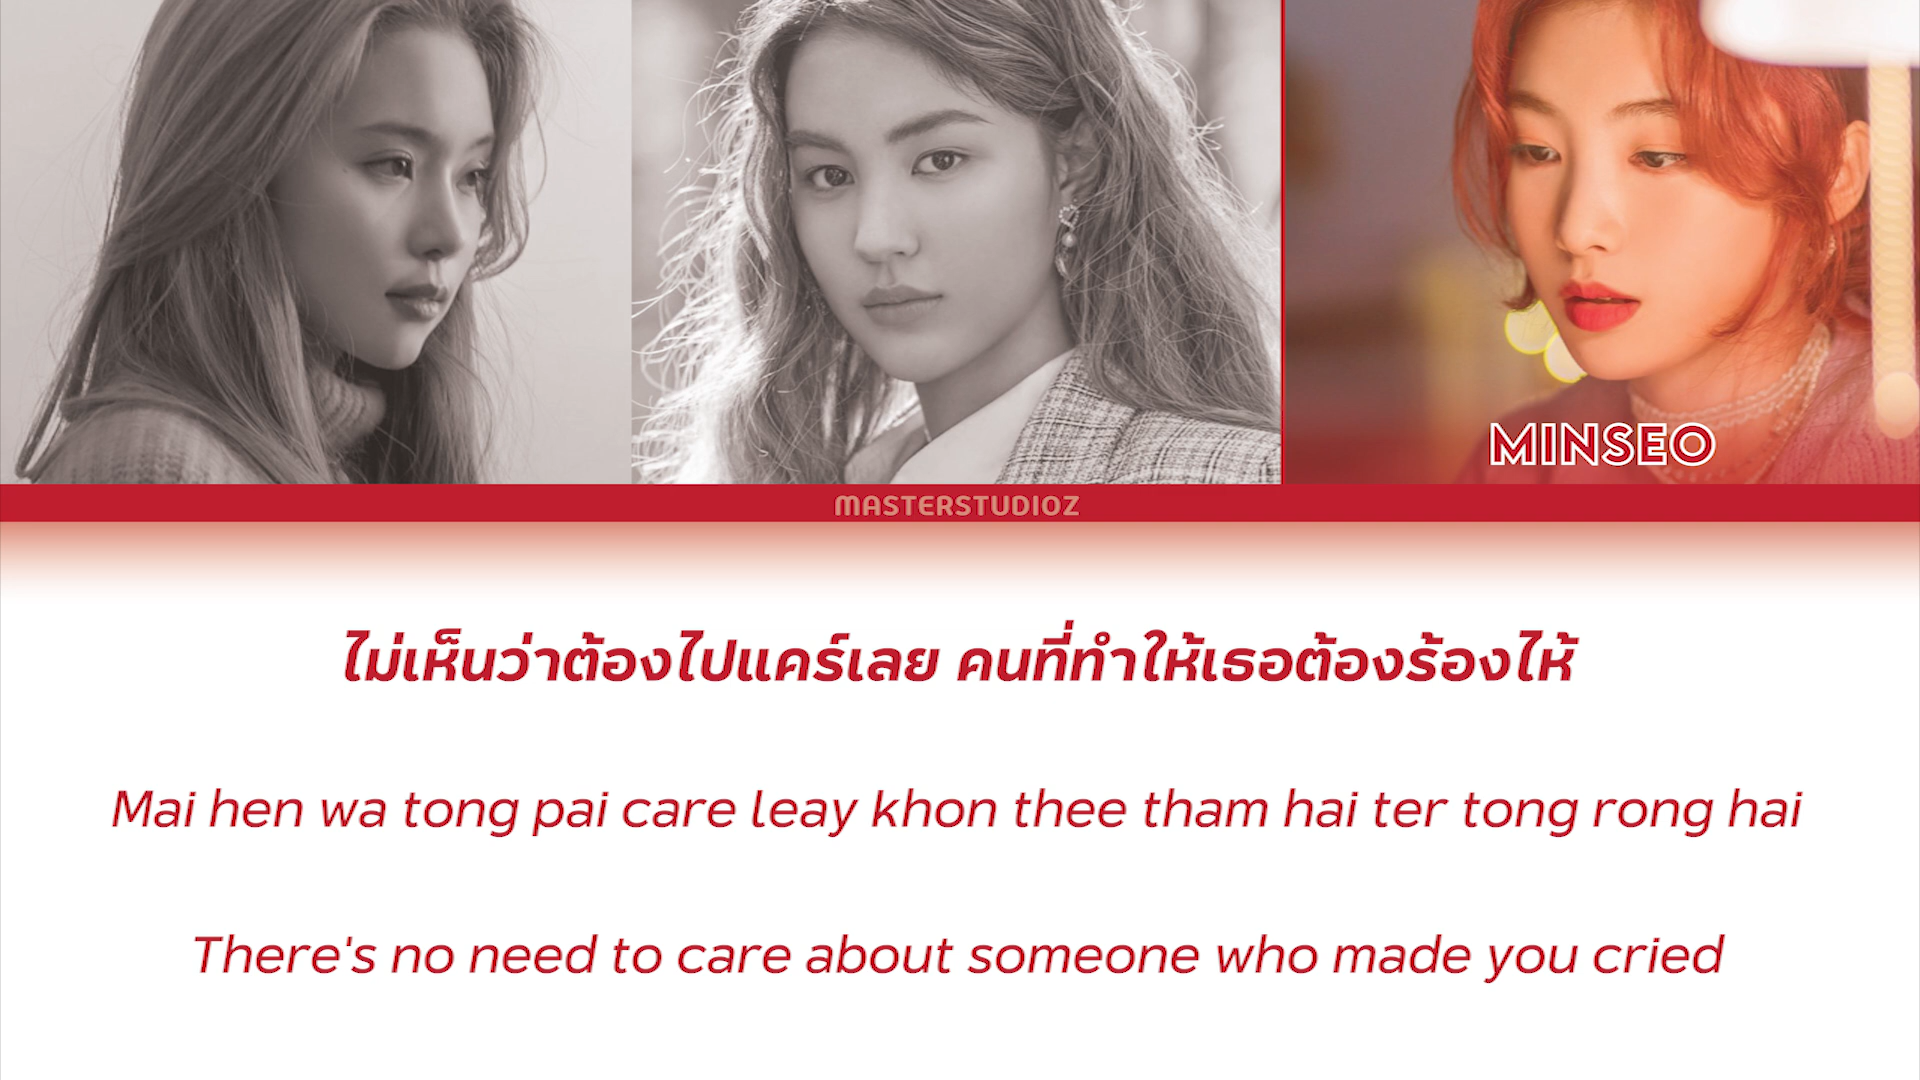 MINSEO
MASTERSTUDIOZ
ไม่เห็นว่าต้องไปแคร์เลย คนที่ทำให้เธอต้องร้องไห้
Mai hen wa tong pai care leay khon thee tham hai ter tong rong hai
There's no need to care about someone who made you cried